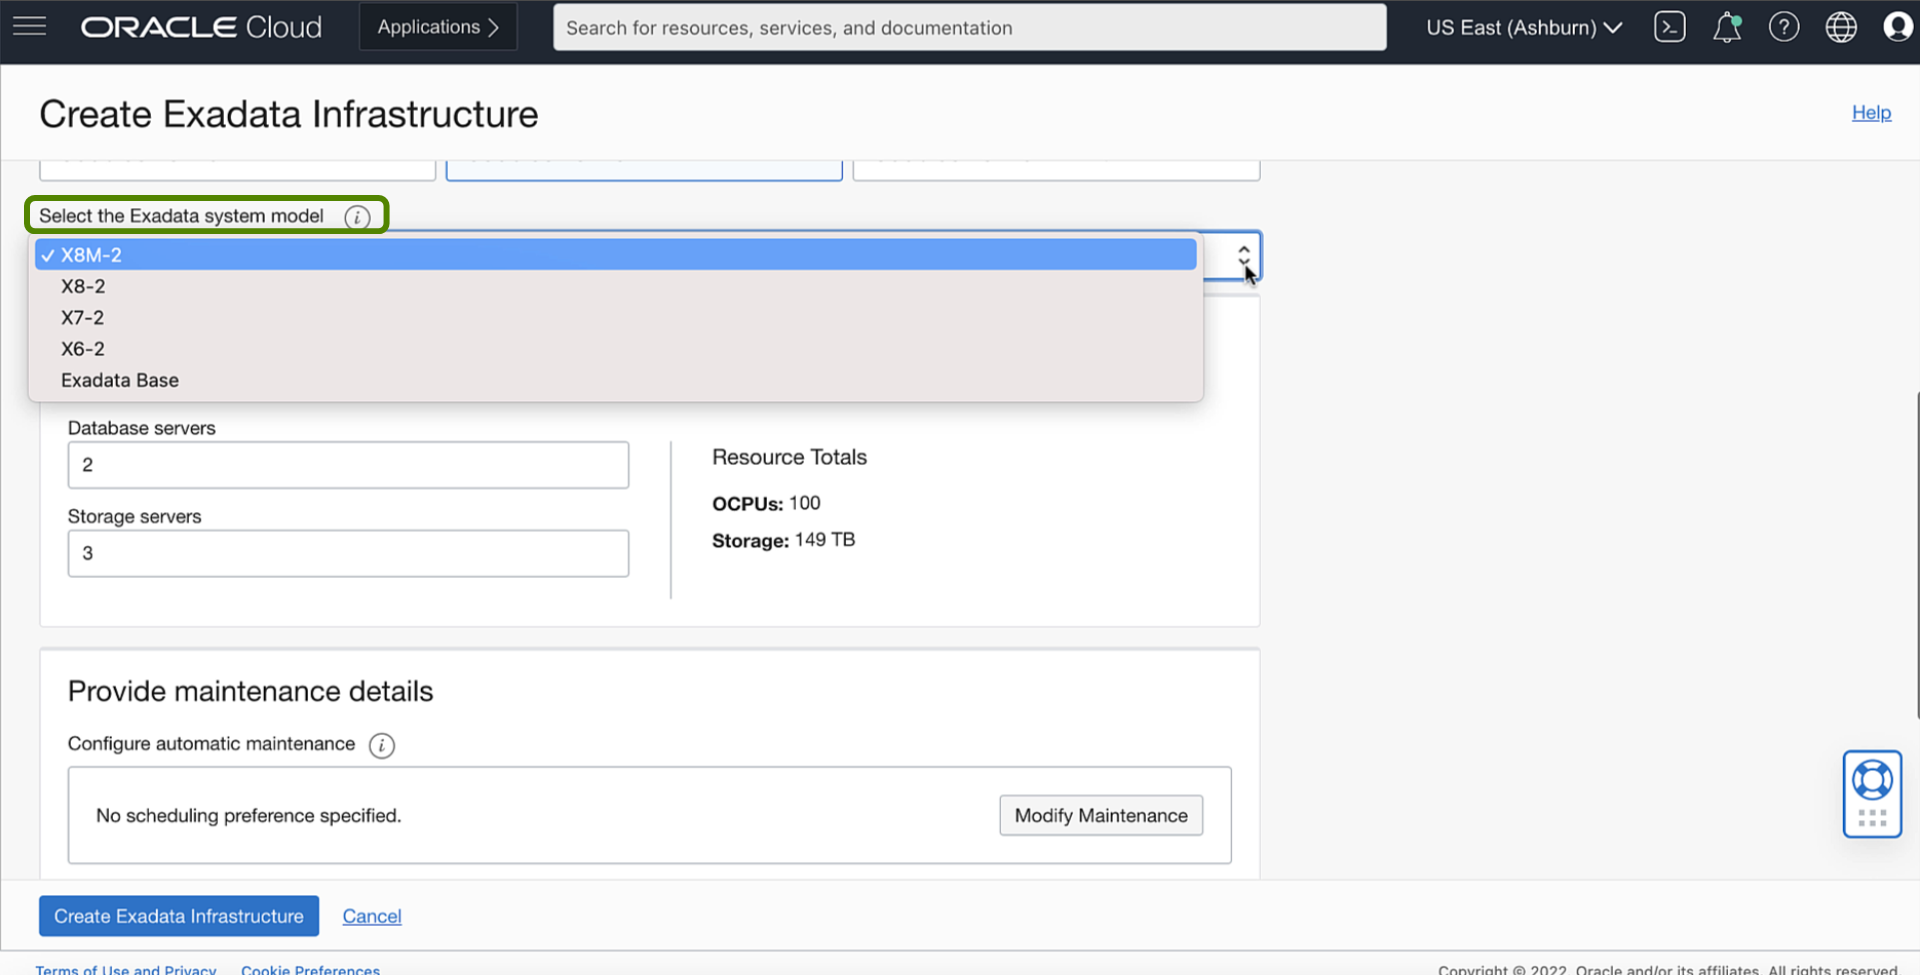 ORACLE Cloud
Applications
Search for resources, services, and documentation
US East (Ashburn)
Create Exadata Infrastructure
Help
Select the Exadata system model
✓ X8M-2
X8-2
X7-2
X6-2
Exadata Base
Database servers
2
Storage servers
3
Resource Totals
OCPUs: 100
Storage: 149 TB
Provide maintenance details
Configure automatic maintenance
No scheduling preference specified.
Modify Maintenance
Create Exadata Infrastructure
Cancel
Terms of Use and Privacy
Cookie Preferences
Copyright © 2022, Oracle and/or its affiliates. All rights reserved.